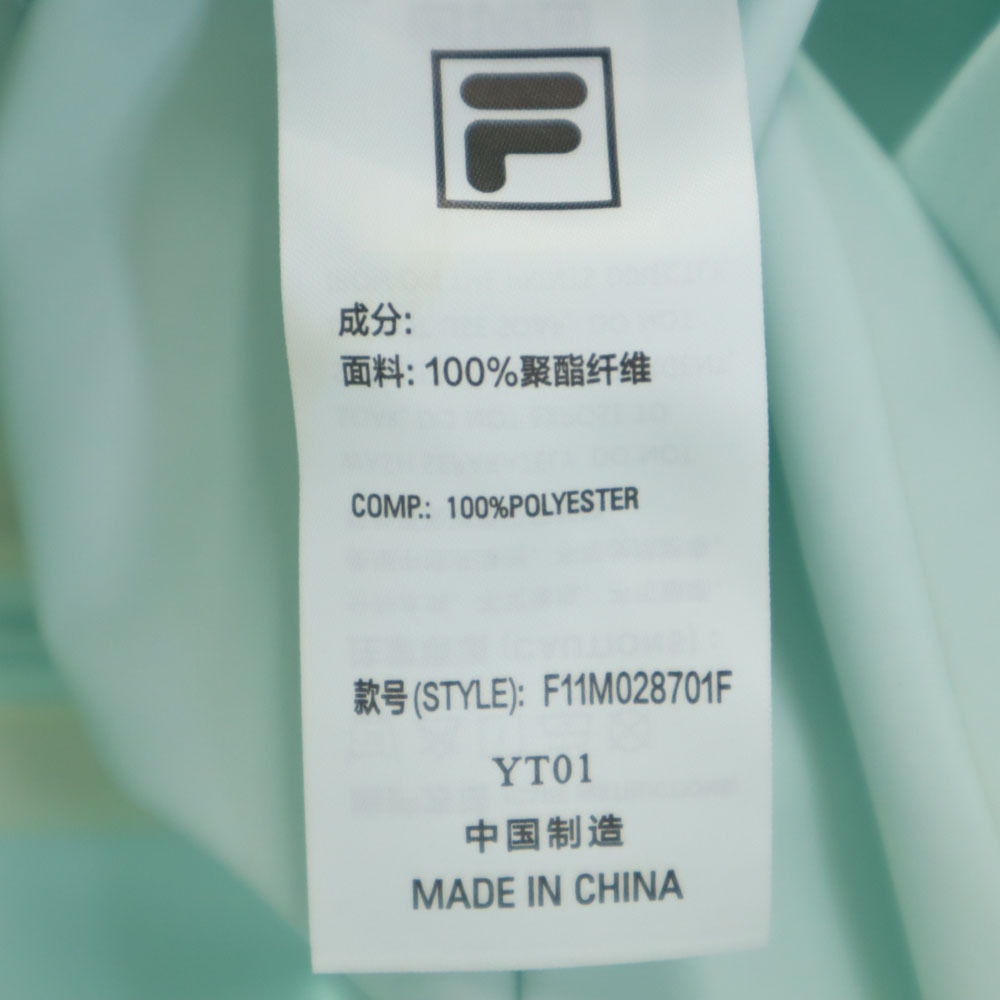 F
成分:
面料: 100%聚酯纤维
COMP.: 100%POLYESTER
款号(STYLE): F11M028701F
YT01
中国制造
MADE IN CHINA